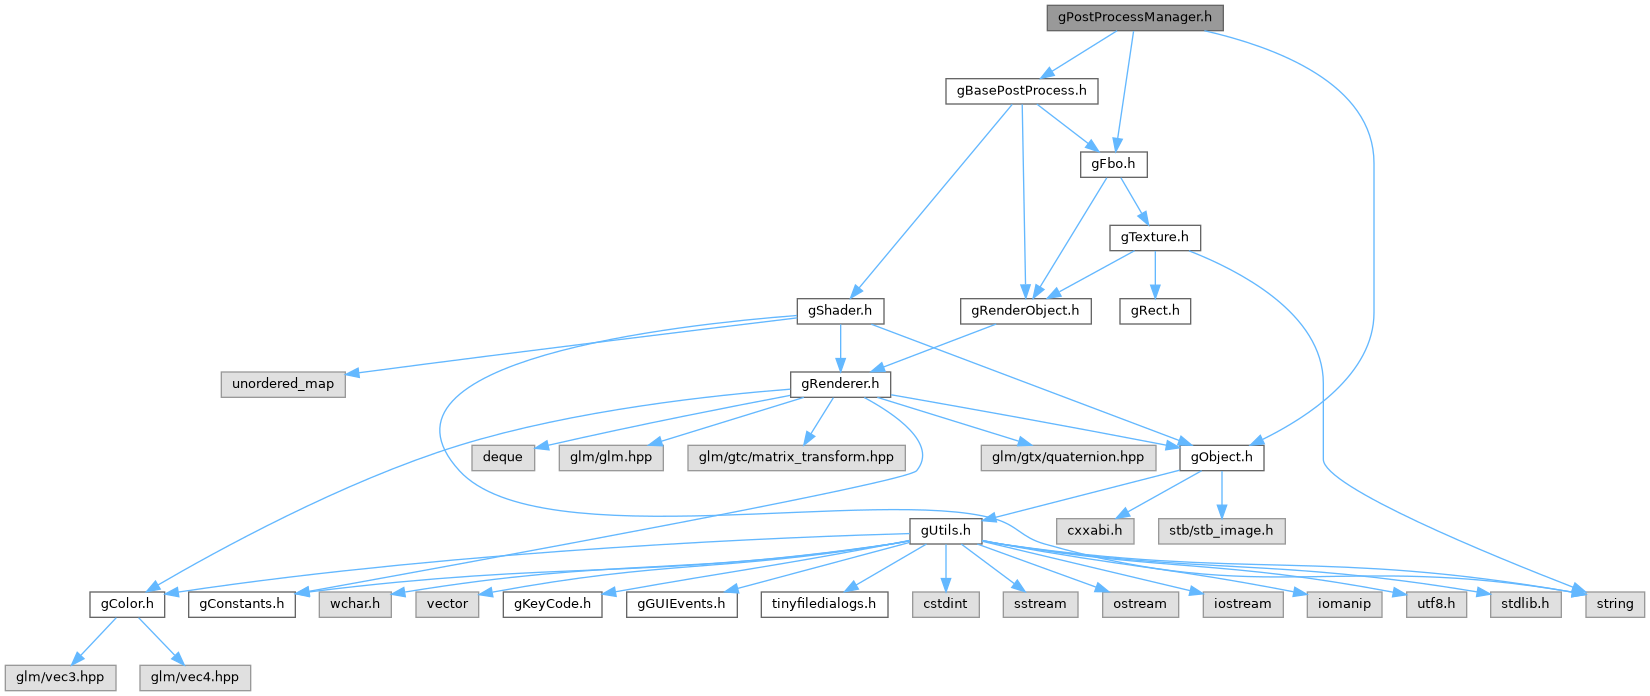 gPostProcessManager.h
gBasePostProcess.h
gFbo.h
gTexture.h
gShader.h
gRenderObject.h
gRect.h
unordered_map
gRenderer.h
deque
glm/glm.hpp
glm/gtc/matrix_transform.hpp
glm/gtx/quaternion.hpp
gObject.h
gUtils.h
cxxabi.h
stb/stb_image.h
gColor.h
gConstants.h
wchar.h
vector
gKeyCode.h
gGUIEvents.h
tinyfiledialogs.h
cstdint
sstream
ostream
iostream
iomanip
utf8.h
stdlib.h
string
glm/vec3.hpp
glm/vec4.hpp